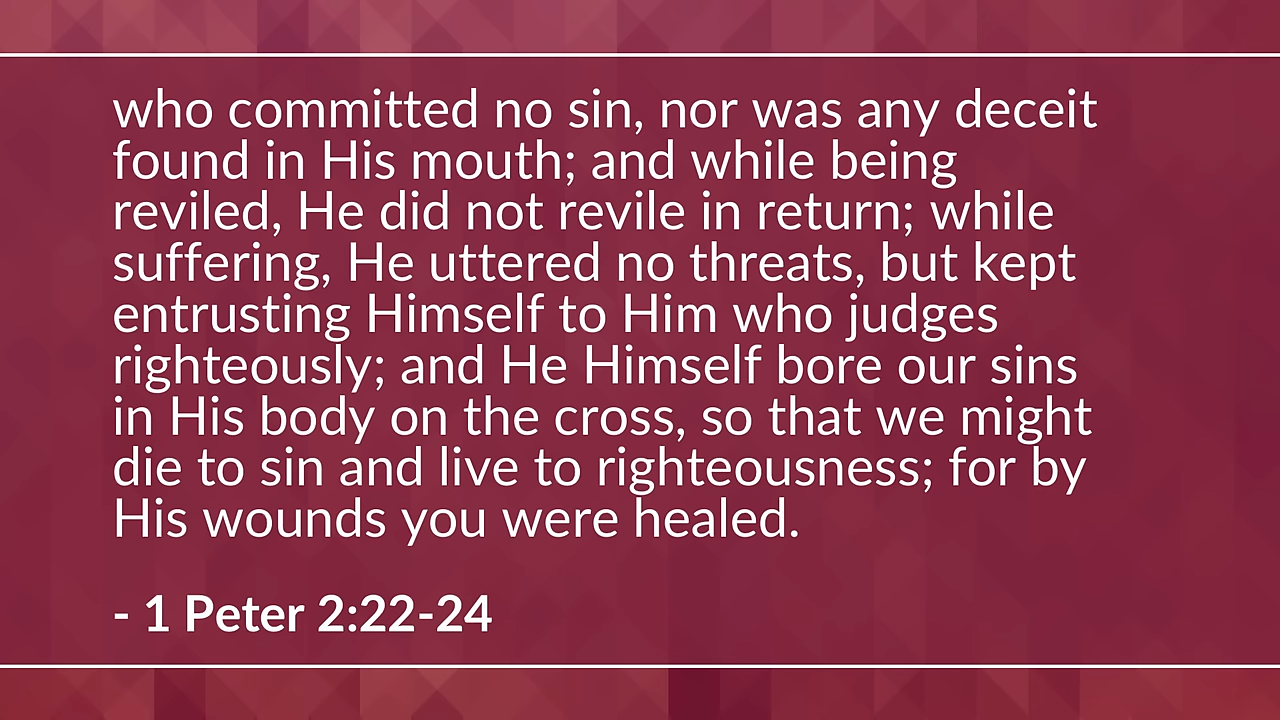 who committed no sin, nor was any deceit
found in His mouth; and while being
reviled, He did not revile in return; while
suffering, He uttered no threats, but kept
entrusting Himself to Him who judges
righteously; and He Himself bore our sins
in His body on the cross, so that we might
die to sin and live to righteousness; for by
His wounds you were healed.
- 1 Peter 2:22-24